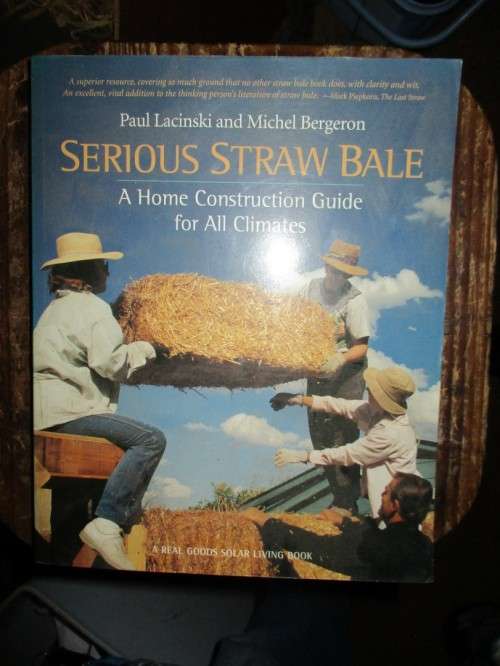 A superior resource, covering so much ground that no other straw bale book does, with clarity and wit.
An excellent, vital addition to the thinking person's literature of straw bale. —Mark Piepkorn, The Last Straw
Paul Lacinski and Michel Bergeron
SERIOUS STRAW BALE
A Home Construction Guide
for All Climates
A REAL GOODS SOLAR LIVING BOOK